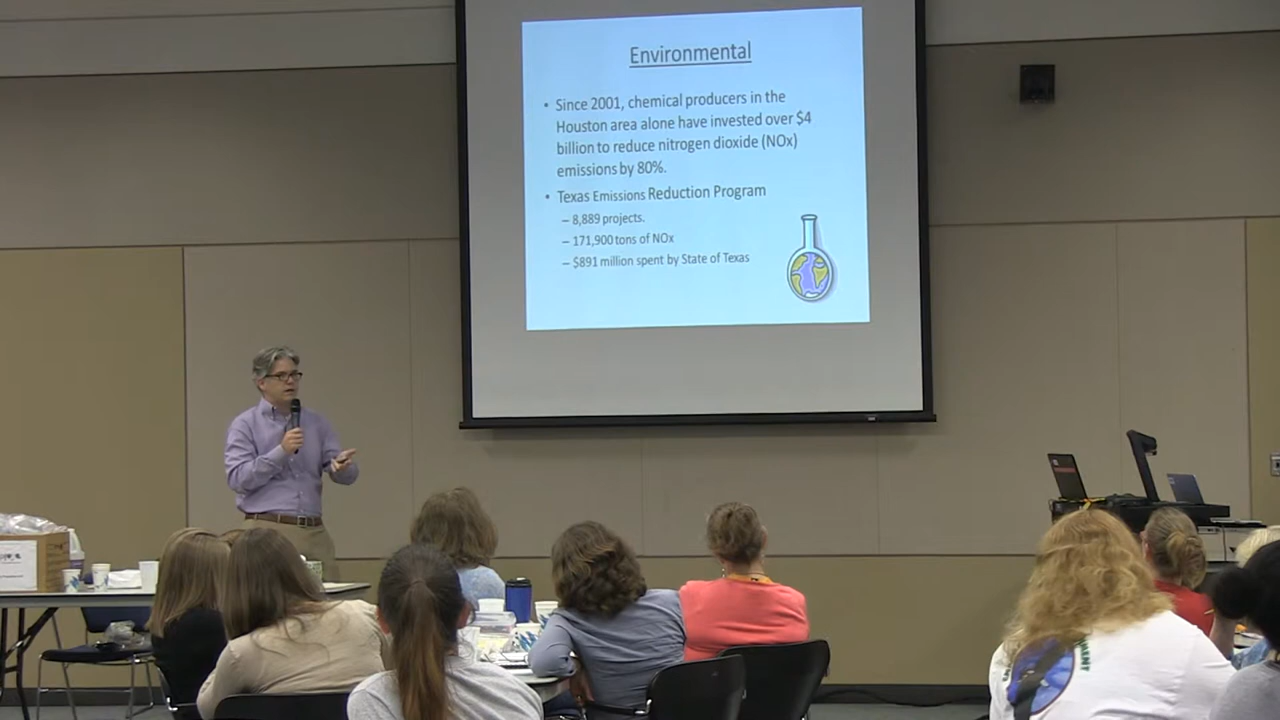 Environmental
• Since 2001, chemical producers in the
Houston area alone have invested over $4
billion to reduce nitrogen dioxide (NOx)
emissions by 80%.
• Texas Emissions Reduction Program
– 8,889 projects.
– 171,900 tons of NOx
– $891 million spent by State of Texas